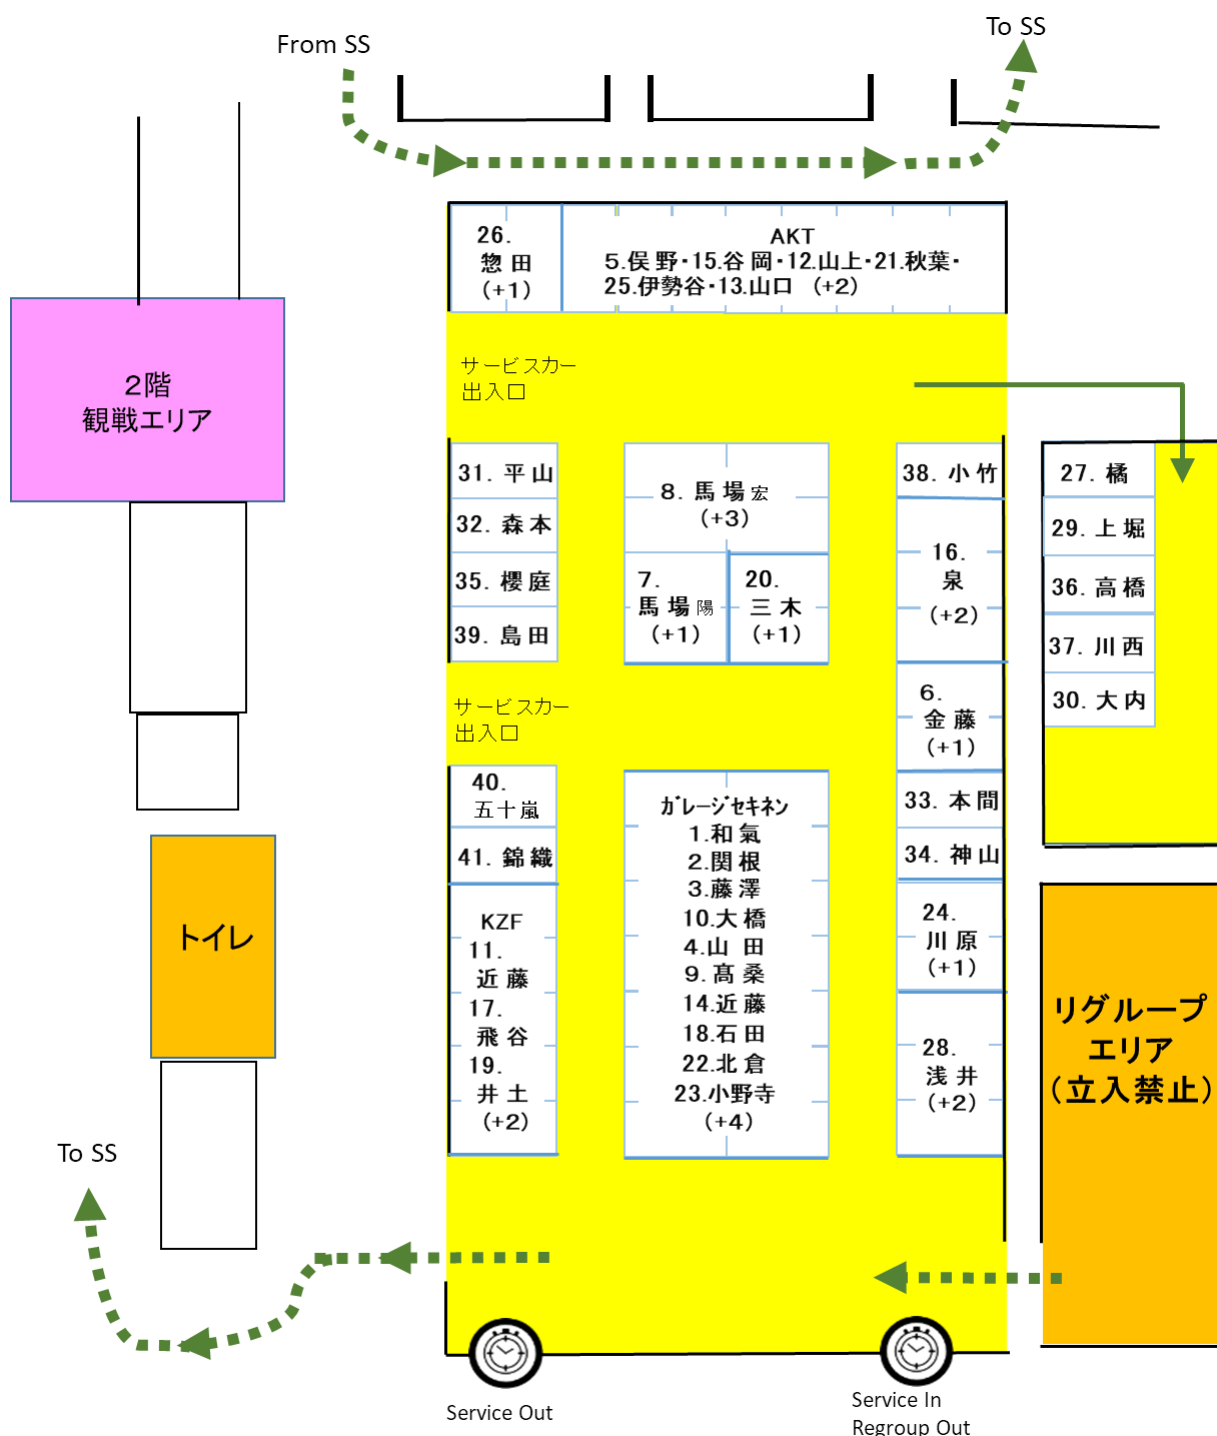 From SS
To SS
26.
惣田
(+1)
AKT
5.俣野・15.谷岡・12.山上・21.秋葉・
25.伊勢谷・13.山口 (+2)
サービスカー
出入口
２階
観戦エリア
31. 平山
32. 森本
35. 櫻庭
39. 島田
8. 馬場宏
(+3)
7.
馬場陽
(+1)
20.
三木
(+1)
38. 小竹
16.
泉
(+2)
6.
金藤
(+1)
33. 本間
34. 神山
24.
川原
(+1)
28.
浅井
(+2)
27. 橘
29. 上堀
36. 高橋
37. 川西
30. 大内
サービスカー
出入口
40.
五十嵐
41. 錦織
KZF
11.
近藤
17.
飛谷
19.
井土
(+2)
ガレージセキネン
1.和氣
2.関根
3.藤澤
10.大橋
4.山田
9.髙桑
14.近藤
18.石田
22.北倉
23.小野寺
(+4)
トイレ
リグループ
エリア
(立入禁止)
To SS
Service Out
Service In
Regroup Out